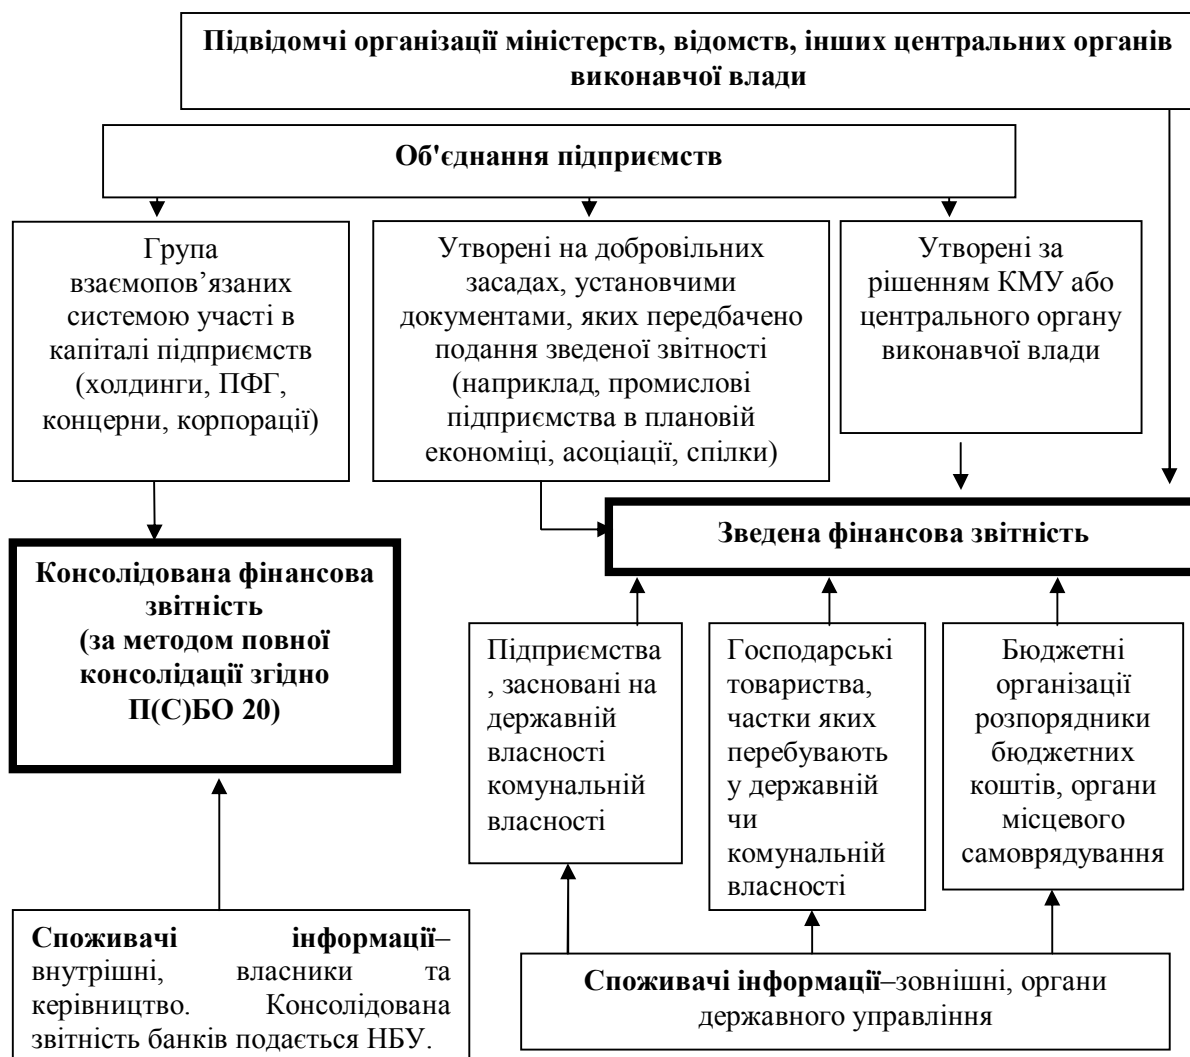 Підвідомчі організації міністерств, відомств, інших центральних органів
виконавчої влади
Об'єднання підприємств
Група
взаємопов’язаних
системою участі в
капіталі підприємств
(холдинги, ПФГ,
концерни, корпорації)
Утворені на добровільних
засадах, установчими
документами, яких передбачено
подання зведеної звітності
(наприклад, промислові
підприємства в плановій
економіці, асоціації, спілки)
Утворені за
рішенням КМУ або
центрального органу
виконавчої влади
Зведена фінансова звітність
Консолідована фінансова
звітність
(за методом повної
консолідації згідно
П(С)БО 20)
Підприємства
, засновані на
державній
власності
комунальній
власності
Господарські
товариства,
частки яких
перебувають
у державній
чи
комунальній
власності
Бюджетні
організації
розпорядники
бюджетних
коштів, органи
місцевого
самоврядування
Споживачі інформації–
внутрішні, власники та
керівництво. Консолідована
звітність банків подається НБУ.
Споживачі інформації–зовнішні, органи
державного управління